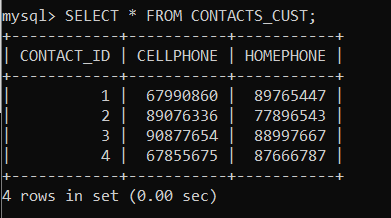 mysql> SELECT * FROM CONTACTS_CUST;
+------------+-----------+-----------+
| CONTACT_ID | CELLPHONE | HOMEPHONE |
+------------+-----------+-----------+
|          1 |  67990860 |  89765447 |
|          2 |  89076336 |  77896543 |
|          3 |  90877654 |  88997667 |
|          4 |  67855675 |  87666787 |
+------------+-----------+-----------+
4 rows in set (0.00 sec)